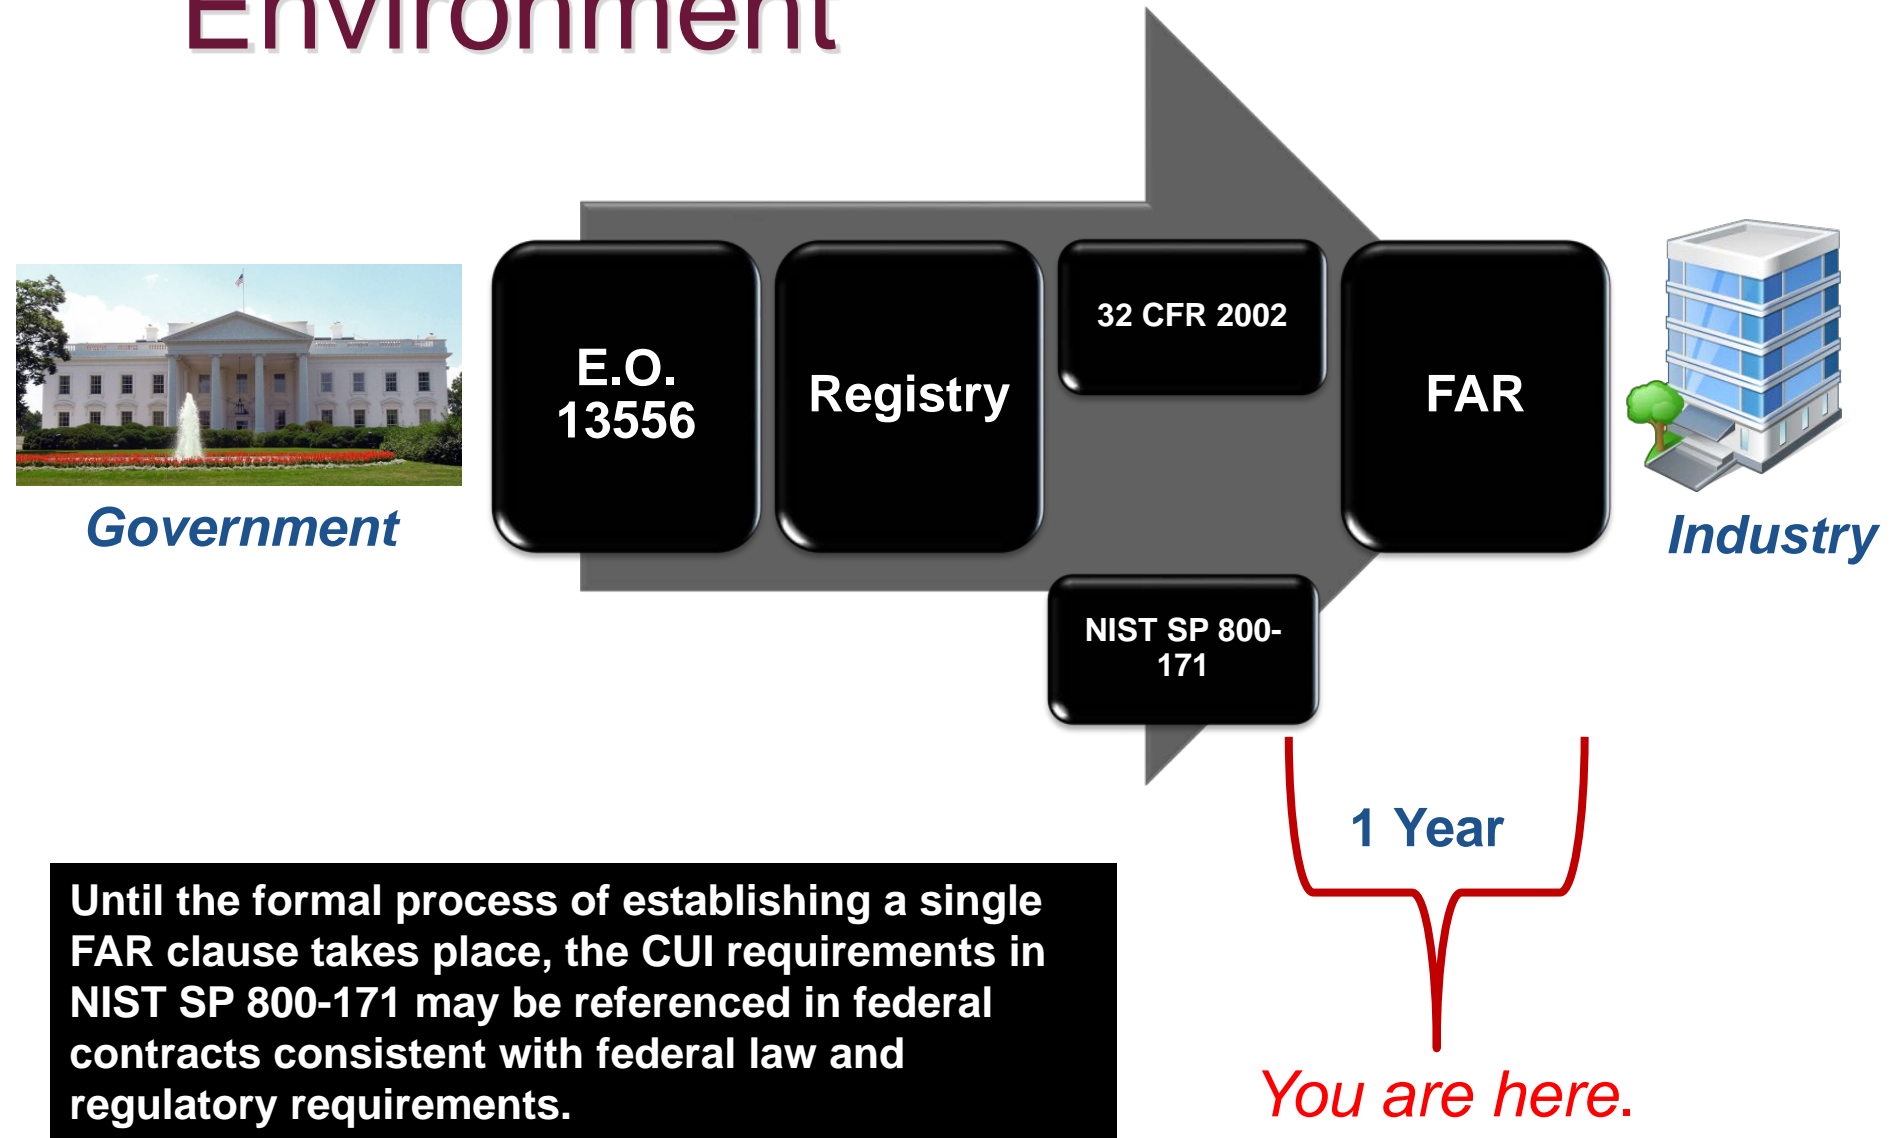 Environment
E.O.
13556
Registry
32 CFR 2002
FAR
Government
Industry
NIST SP 800-
171
1 Year
Until the formal process of establishing a single
FAR clause takes place, the CUI requirements in
NIST SP 800-171 may be referenced in federal
contracts consistent with federal law and
regulatory requirements.
You are here.